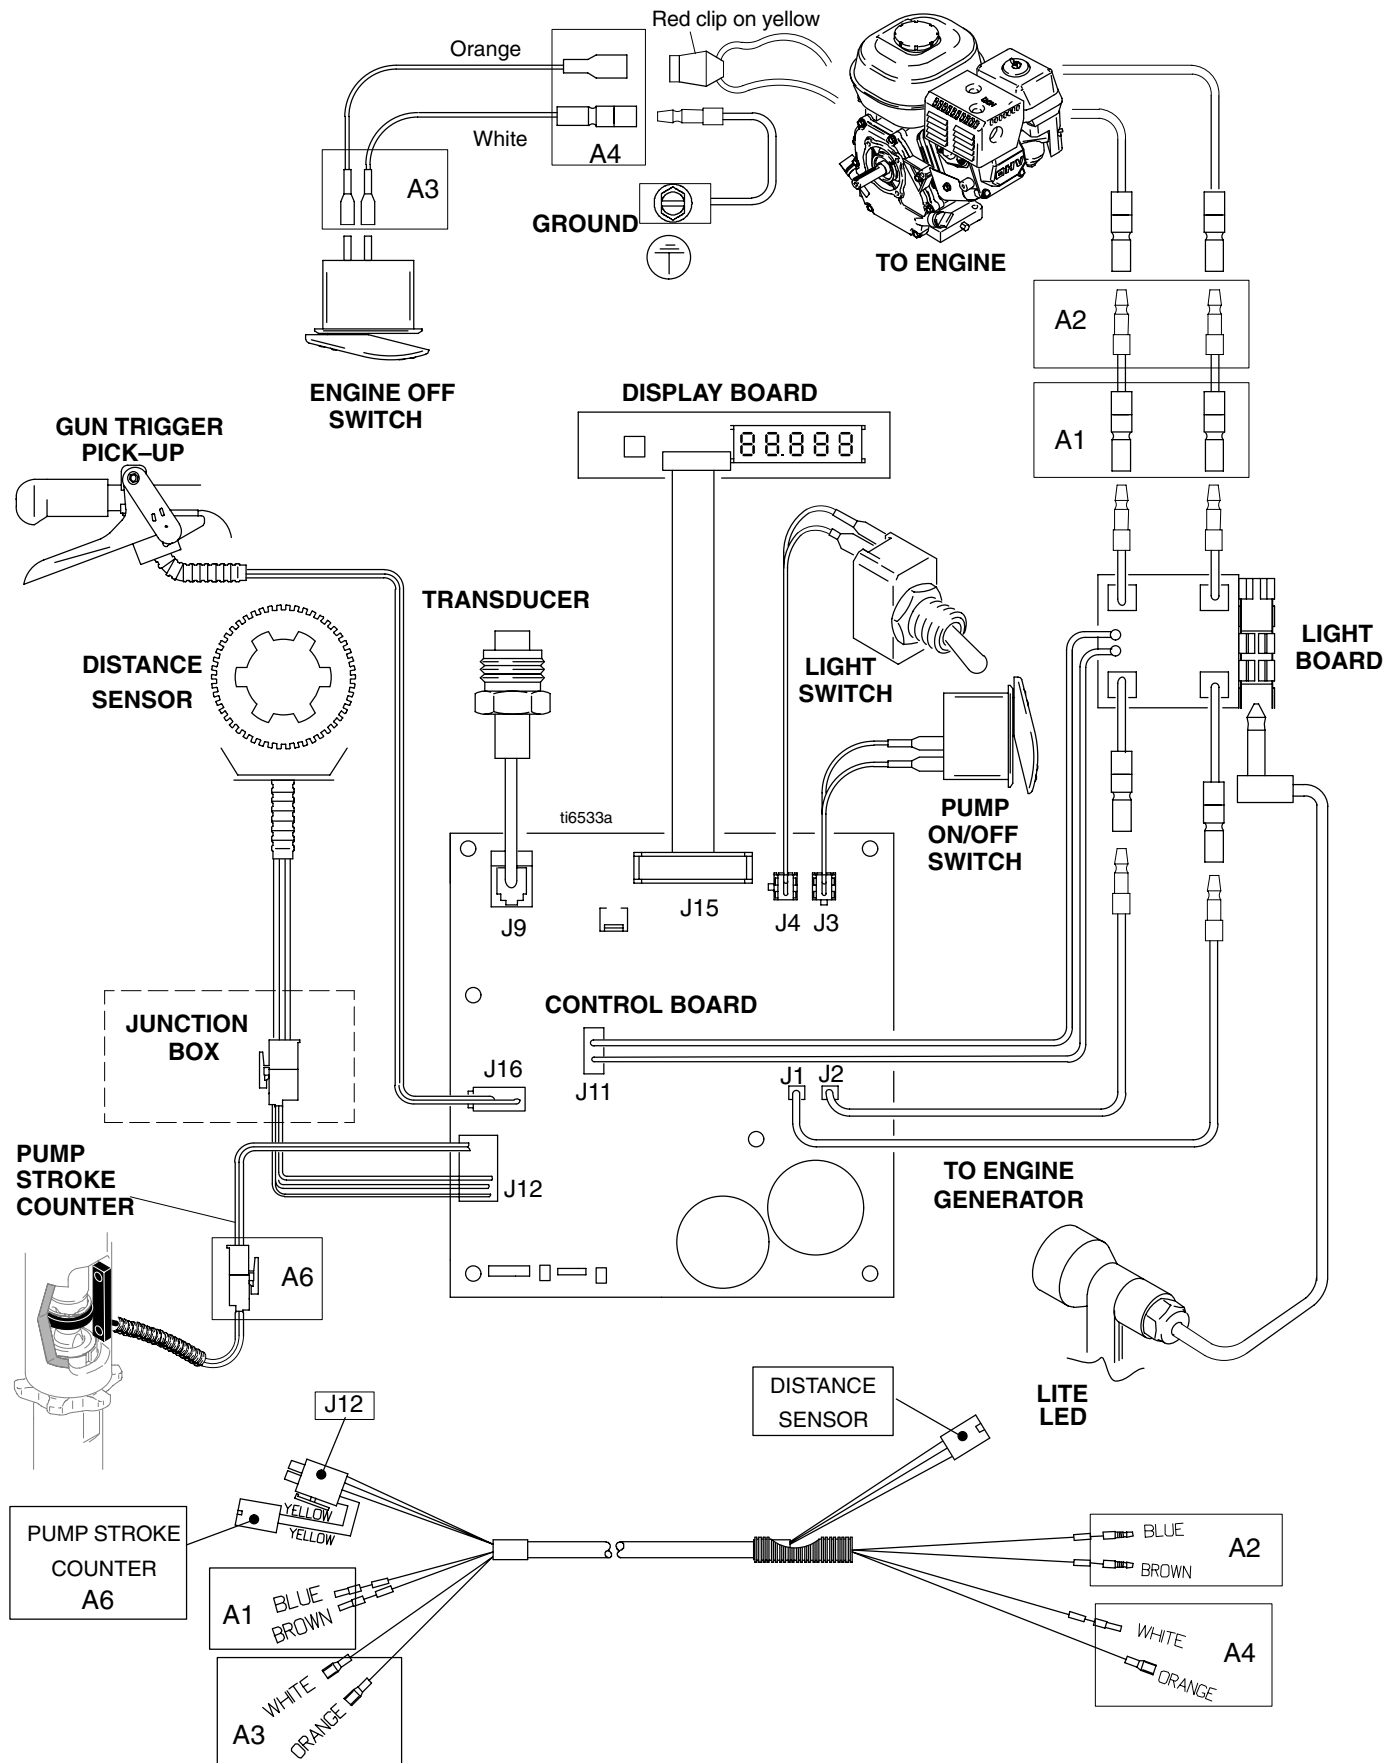 Red clip on yellow
Orange
White
A4
A3
GROUND
TO ENGINE
ENGINE OFF
SWITCH
A2
A1
DISPLAY BOARD
88.888
GUN TRIGGER
PICK–UP
TRANSDUCER
DISTANCE
SENSOR
LIGHT
SWITCH
LIGHT
BOARD
PUMP
ON/OFF
SWITCH
ti6533a
J9
J15
J4
J3
CONTROL BOARD
JUNCTION
BOX
J16
J11
J1
J2
J12
PUMP
STROKE
COUNTER
A6
TO ENGINE
GENERATOR
LITE
LED
J12
DISTANCE
SENSOR
YELLOW
YELLOW
PUMP STROKE
COUNTER
A6
A1
BLUE
BROWN
A3
WHITE
ORANGE
BLUE
BROWN
A2
WHITE
ORANGE
A4